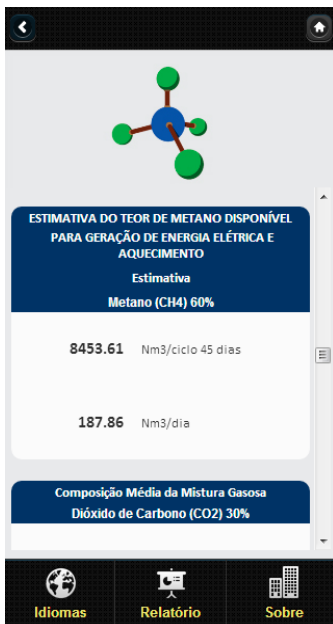 ESTIMATIVA DO TEOR DE METANO DISPONÍVEL
PARA GERAÇÃO DE ENERGIA ELÉTRICA E
AQUECIMENTO
Estimativa
Metano (CH4) 60%
8453.61 Nm3/ciclo 45 dias
187.86 Nm3/dia
Composição Média da Mistura Gasosa
Dióxido de Carbono (CO2) 30%
Idiomas Relatório Sobre